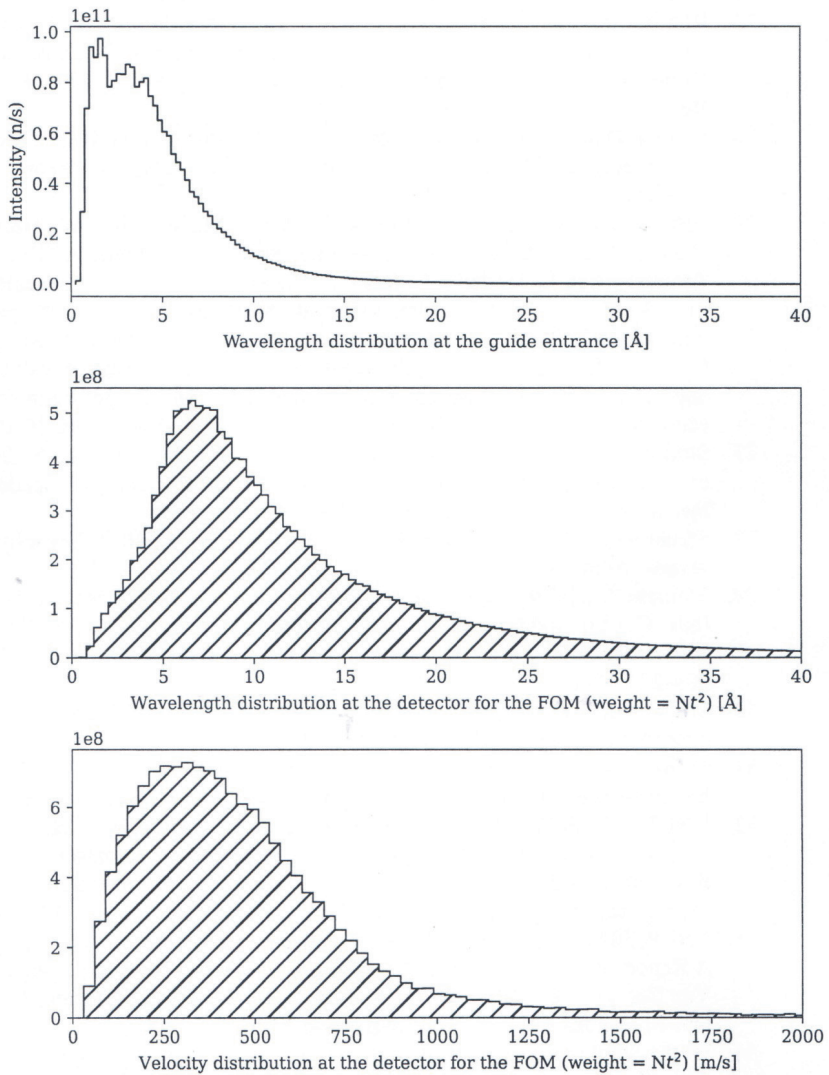 1e11
1.0
0.8
0.6
0.4
0.2
0.0
Intensity (n/s)
0 5 10 15 20 25 30 35 40
Wavelength distribution at the guide entrance [Å]
1e8
5
4
3
2
1
0
0 5 10 15 20 25 30 35 40
Wavelength distribution at the detector for the FOM (weight = Nt²) [Å]
1e8
6
4
2
0
0 250 500 750 1000 1250 1500 1750 2000
Velocity distribution at the detector for the FOM (weight = Nt²) [m/s]